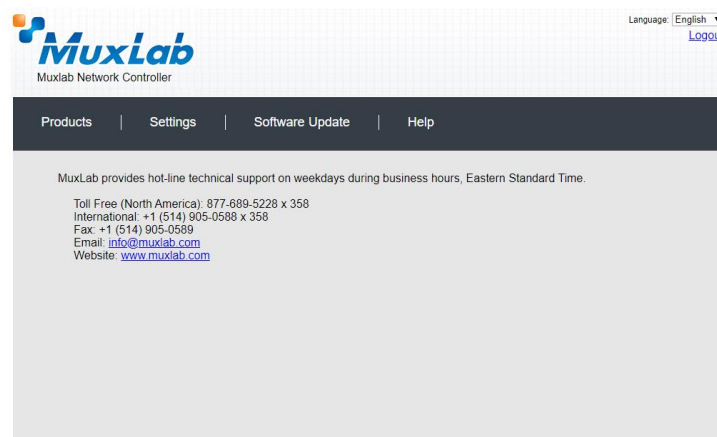 Language: English
Logou
MuxLab
Muxlab Network Controller
Products | Settings | Software Update | Help
MuxLab provides hot-line technical support on weekdays during business hours, Eastern Standard Time.
Toll Free (North America): 877-689-5228 x 358
International: +1 (514) 905-0588 x 358
Fax: +1 (514) 905-0589
Email: info@muxlab.com
Website: www.muxlab.com